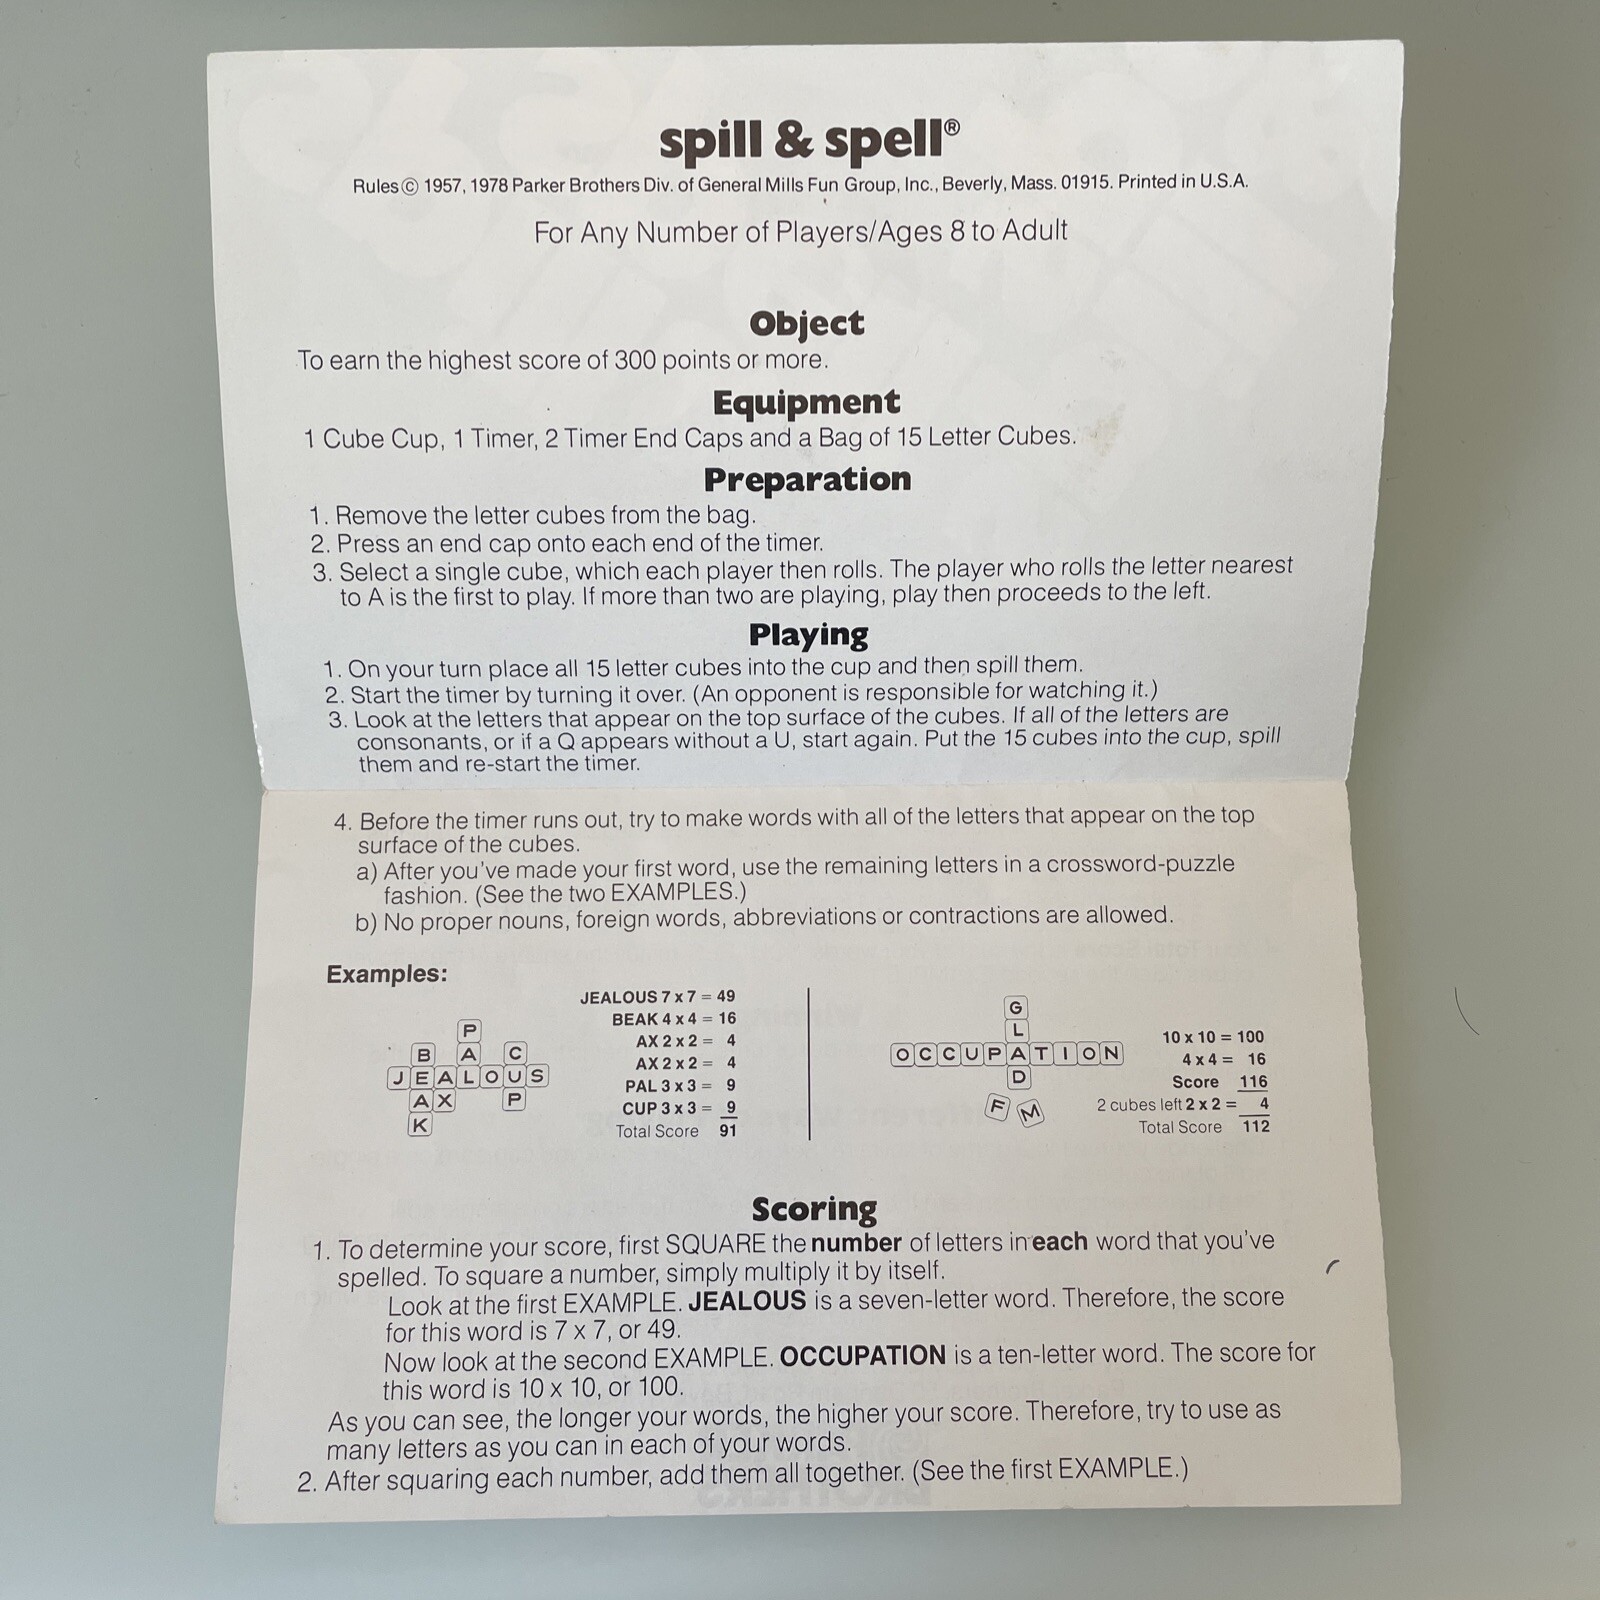 spill & spell®
Rules © 1957, 1978 Parker Brothers Div. of General Mills Fun Group, Inc., Beverly, Mass. 01915. Printed in U.S.A.
For Any Number of Players/Ages 8 to Adult
Object
To earn the highest score of 300 points or more.
Equipment
1 Cube Cup, 1 Timer, 2 Timer End Caps and a Bag of 15 Letter Cubes.
Preparation
1. Remove the letter cubes from the bag.
2. Press an end cap onto each end of the timer.
3. Select a single cube, which each player then rolls. The player who rolls the letter nearest
to A is the first to play. If more than two are playing, play then proceeds to the left.
Playing
1. On your turn place all 15 letter cubes into the cup and then spill them.
2. Start the timer by turning it over. (An opponent is responsible for watching it.)
3. Look at the letters that appear on the top surface of the cubes. If all of the letters are
consonants, or if a Q appears without a U, start again. Put the 15 cubes into the cup, spill
them and re-start the timer.
4. Before the timer runs out, try to make words with all of the letters that appear on the top
surface of the cubes.
a) After you've made your first word, use the remaining letters in a crossword-puzzle
fashion. (See the two EXAMPLES.)
b) No proper nouns, foreign words, abbreviations or contractions are allowed.
Examples:
P
B A C
J E A L O U S
A X P
K
JEALOUS 7 x 7 = 49
BEAK 4 x 4 = 16
AX 2 x 2 = 4
AX 2 x 2 = 4
PAL 3 x 3 = 9
CUP 3 x 3 = 9
Total Score 91
G
L
O C C U P A T I O N
D
F M
10 x 10 = 100
4 x 4 = 16
Score 116
2 cubes left 2 x 2 = 4
Total Score 112
Scoring
1. To determine your score, first SQUARE the number of letters in each word that you've
spelled. To square a number, simply multiply it by itself.
Look at the first EXAMPLE. JEALOUS is a seven-letter word. Therefore, the score
for this word is 7 x 7, or 49.
Now look at the second EXAMPLE. OCCUPATION is a ten-letter word. The score for
this word is 10 x 10, or 100.
As you can see, the longer your words, the higher your score. Therefore, try to use as
many letters as you can in each of your words.
2. After squaring each number, add them all together. (See the first EXAMPLE.)